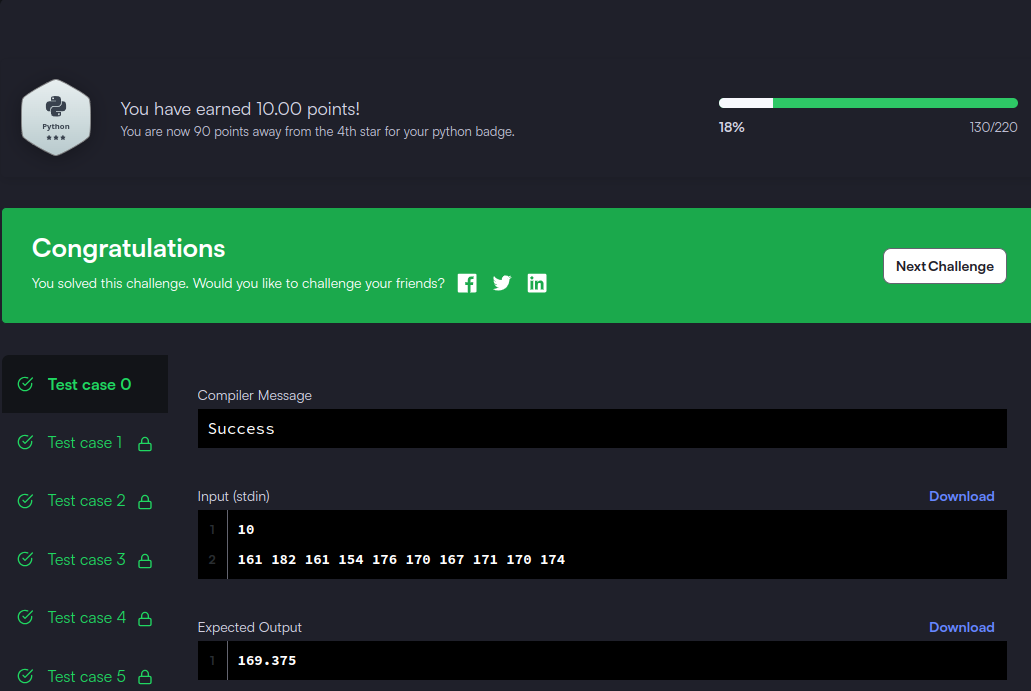 Python
You have earned 10.00 points!
You are now 90 points away from the 4th star for your python badge.
18%
130/220
Congratulations
You solved this challenge. Would you like to challenge your friends?
Next Challenge
Test case 0
Test case 1
Test case 2
Test case 3
Test case 4
Test case 5
Compiler Message
Success
Input (stdin)
Download
1 10
2 161 182 161 154 176 170 167 171 170 174
Expected Output
Download
1 169.375